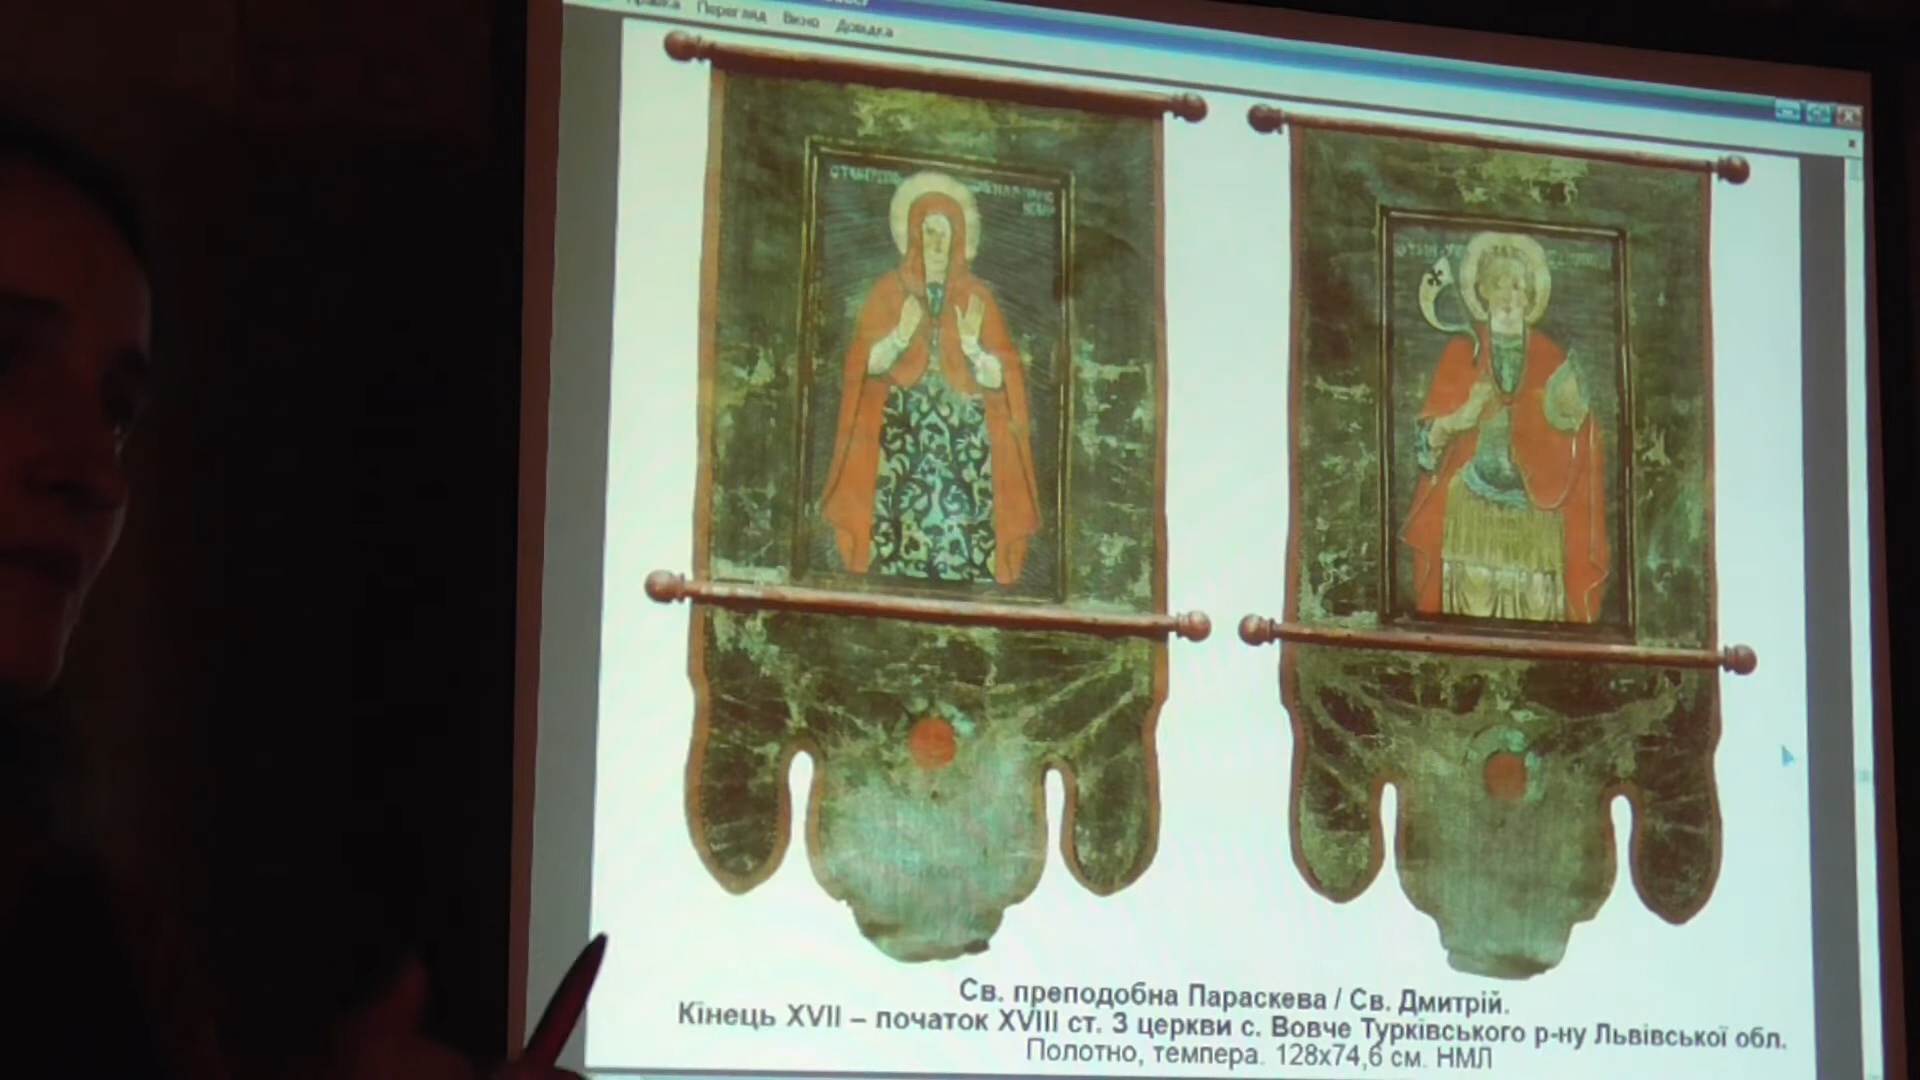 Правка Перегляд Вікно Довідка
Св. преподобна Параскева / Св. Дмитрій.
Кінець XVII – початок XVIII ст. З церкви с. Вовче Турківського р-ну Львівської обл.
Полотно, темпера. 128x74,6 см. НМЛ